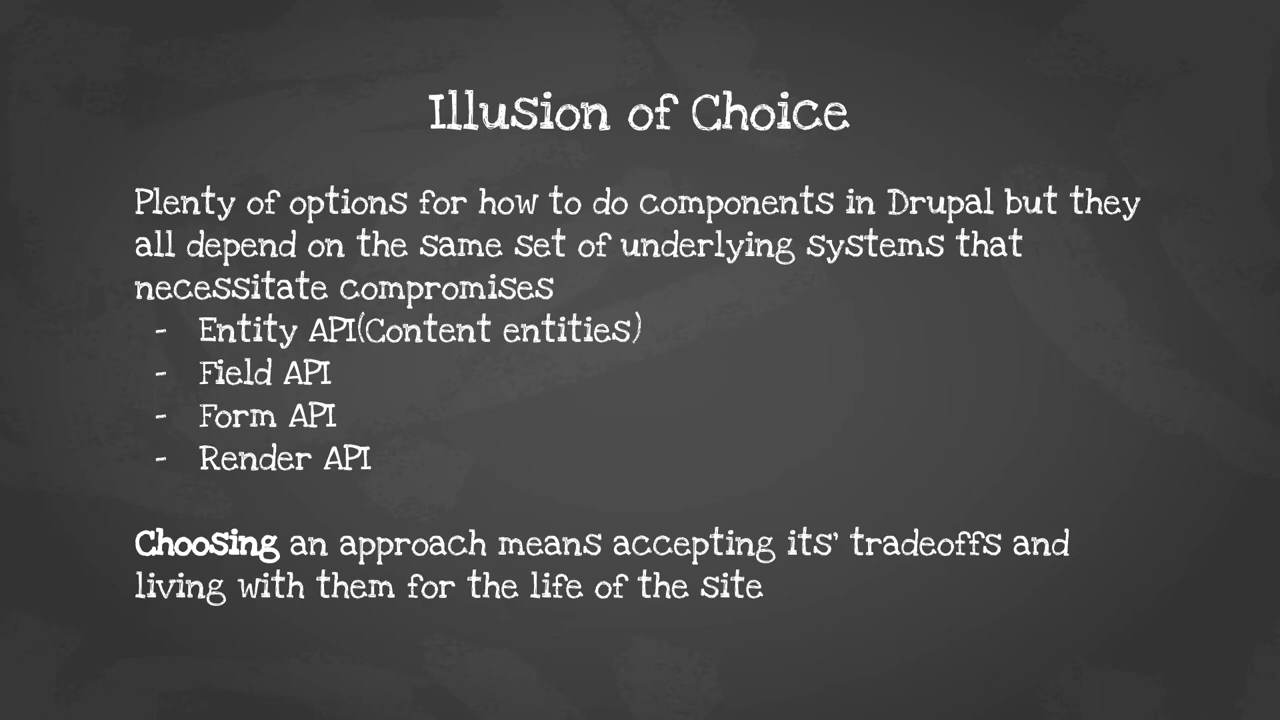 Illusion of Choice
Plenty of options for how to do components in Drupal but they
all depend on the same set of underlying systems that
necessitate compromises
- Entity API(Content entities)
- Field API
- Form API
- Render API
Choosing an approach means accepting its' tradeoffs and
living with them for the life of the site